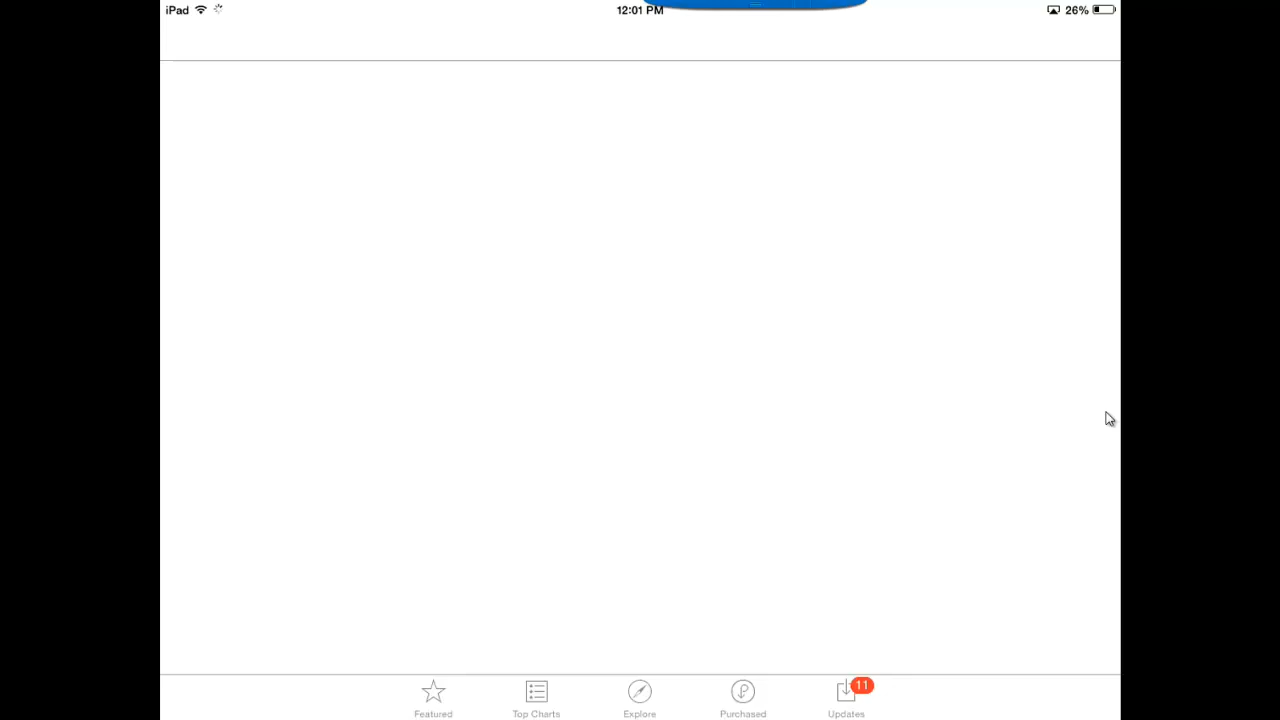 iPad 12:01 PM 26%
Featured Top Charts Explore Purchased Updates 11